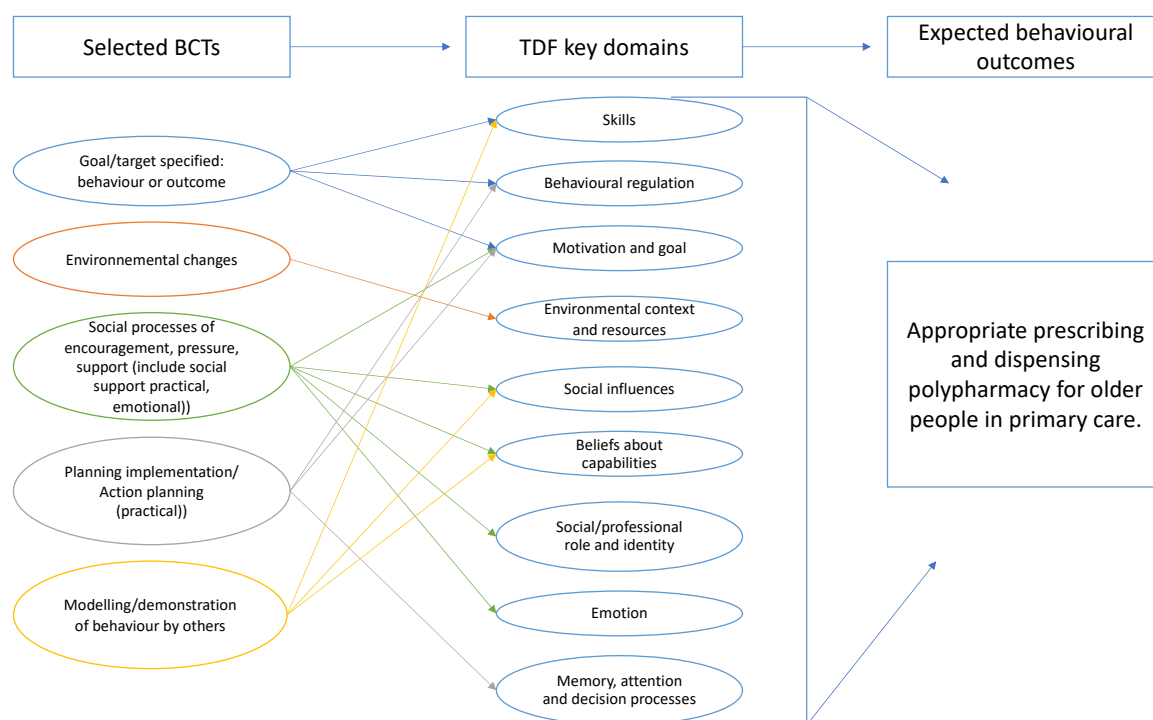 Selected BCTs
TDF key domains
Expected behavioural
outcomes
Goal/target specified:
behaviour or outcome
Environnemental changes
Social processes of
encouragement, pressure,
support (include social
support practical,
emotional))
Planning implementation/
Action planning
(practical))
Modelling/demonstration
of behaviour by others
Skills
Behavioural regulation
Motivation and goal
Environmental context
and resources
Social influences
Beliefs about
capabilities
Social/professional
role and identity
Emotion
Memory, attention
and decision processes
Appropriate prescribing
and dispensing
polypharmacy for older
people in primary care.